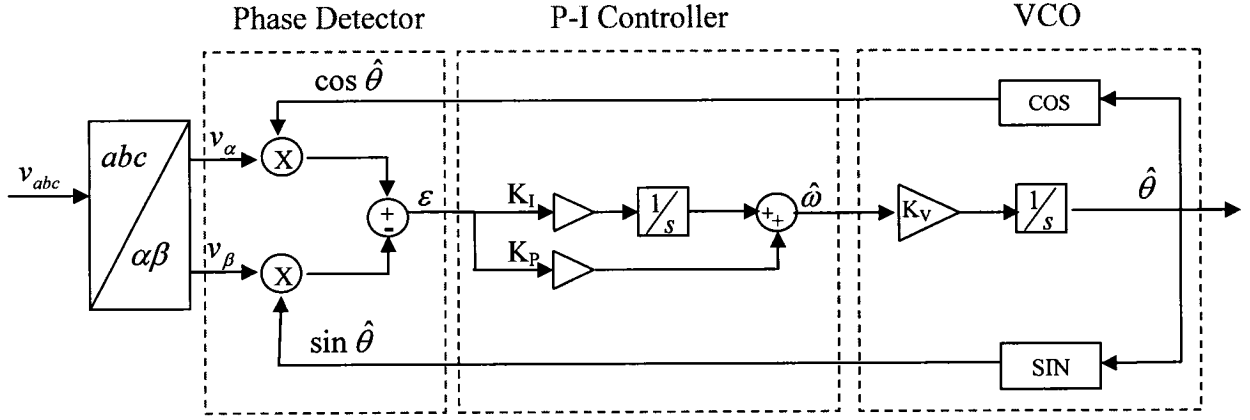 Phase Detector
P-I Controller
VCO
cos θ̂
COS
abc
v_α
X
v_abc
ε
K_I
1/s
+
+
ω̂
K_V
1/s
θ̂
+
-
αβ
v_β
X
K_P
sin θ̂
SIN